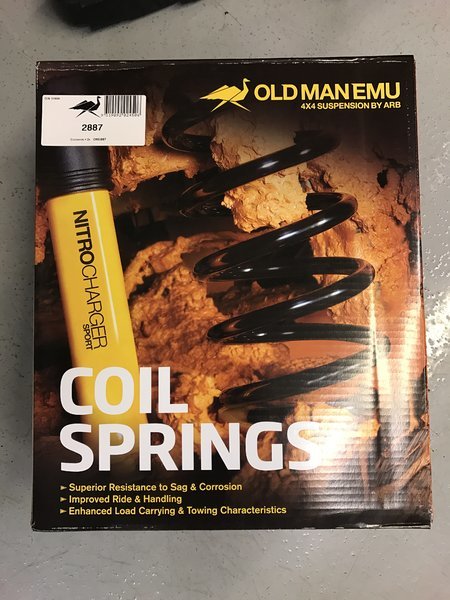 OLD MAN EMU
4X4 SUSPENSION BY ARB
2887
NITROCHARGER
SPORT
COIL
SPRINGS
► Superior Resistance to Sag & Corrosion
► Improved Ride & Handling
► Enhanced Load Carrying & Towing Characteristics